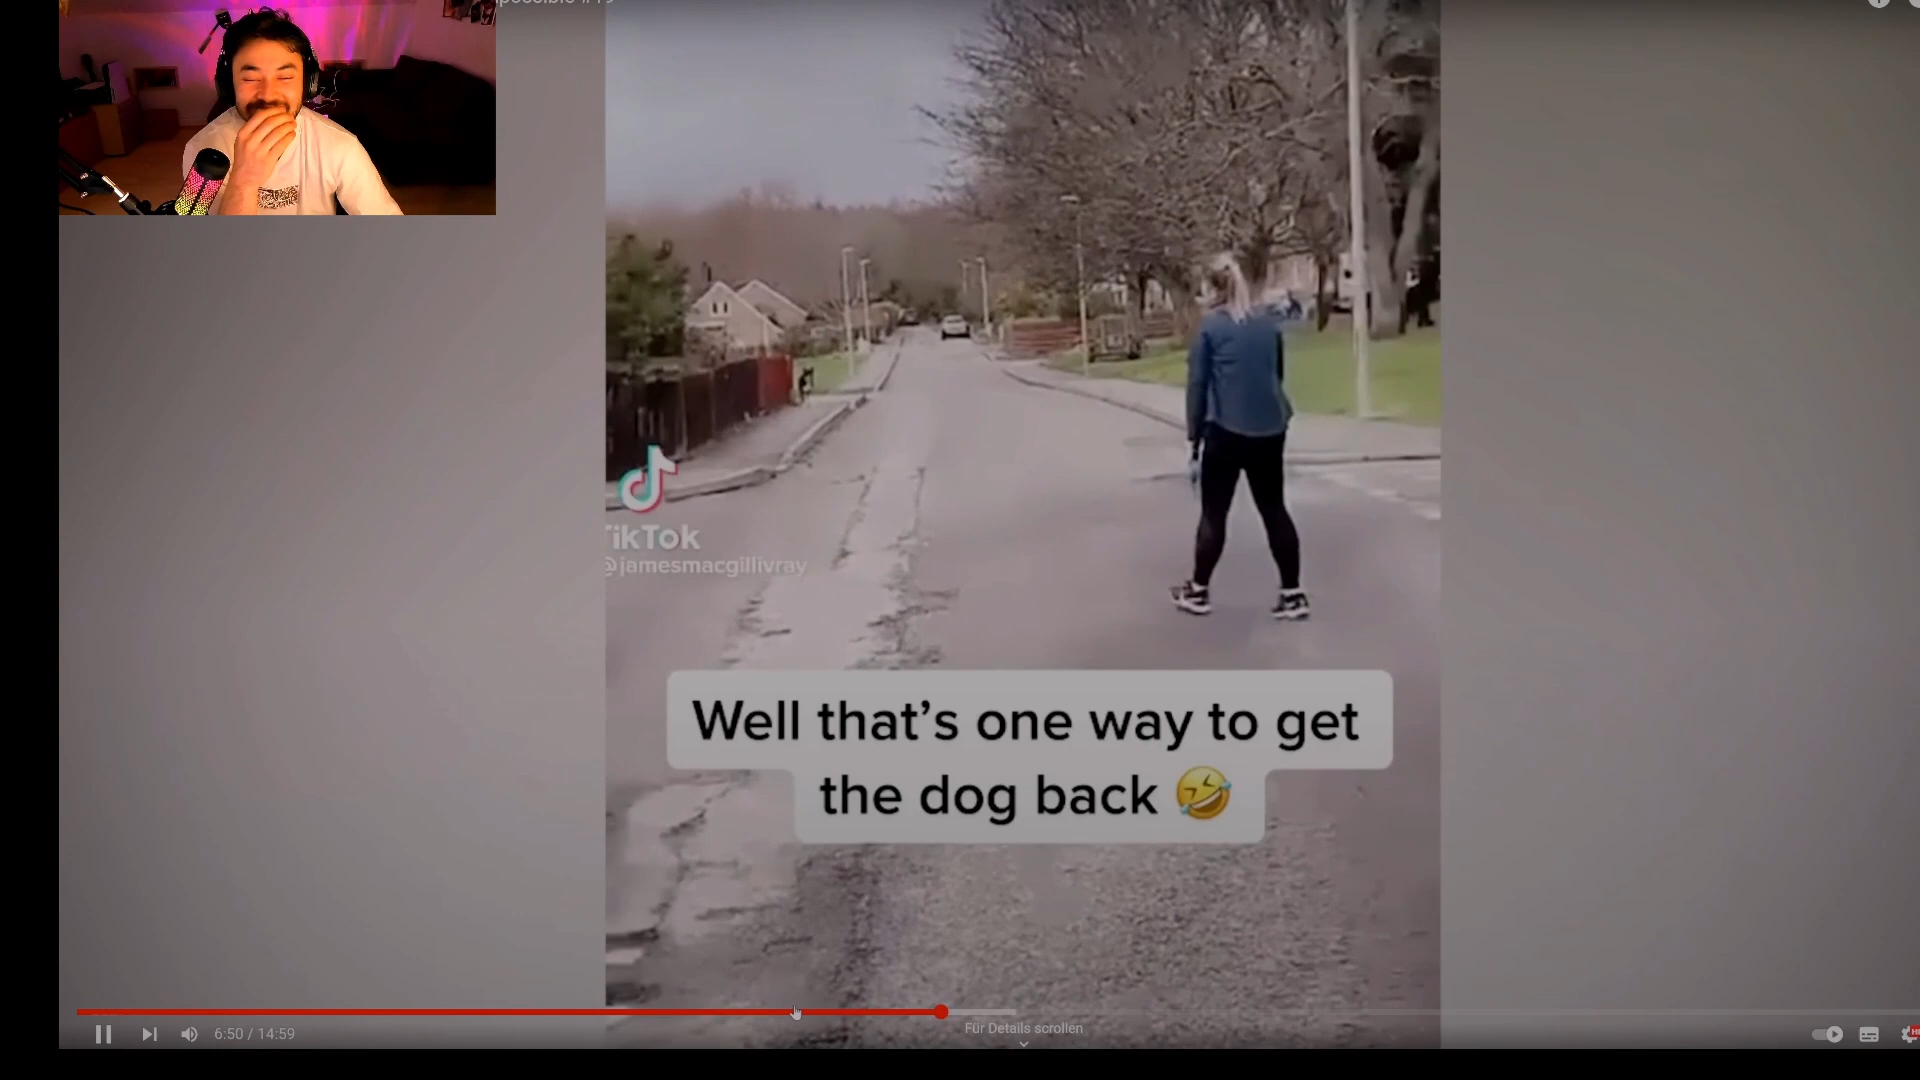 TikTok
@jamesmacgillivray
Well that's one way to get
the dog back 🤣
6:50 / 14:59
Für Details scrollen